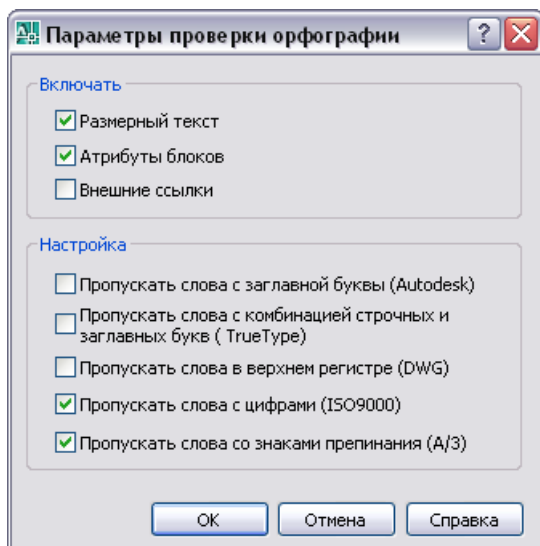 Параметры проверки орфографии
Включать
Размерный текст
Атрибуты блоков
Внешние ссылки
Настройка
Пропускать слова с заглавной буквы (Autodesk)
Пропускать слова с комбинацией строчных и
заглавных букв ( TrueType)
Пропускать слова в верхнем регистре (DWG)
Пропускать слова с цифрами (ISO9000)
Пропускать слова со знаками препинания (А/3)
ОК
Отмена
Справка